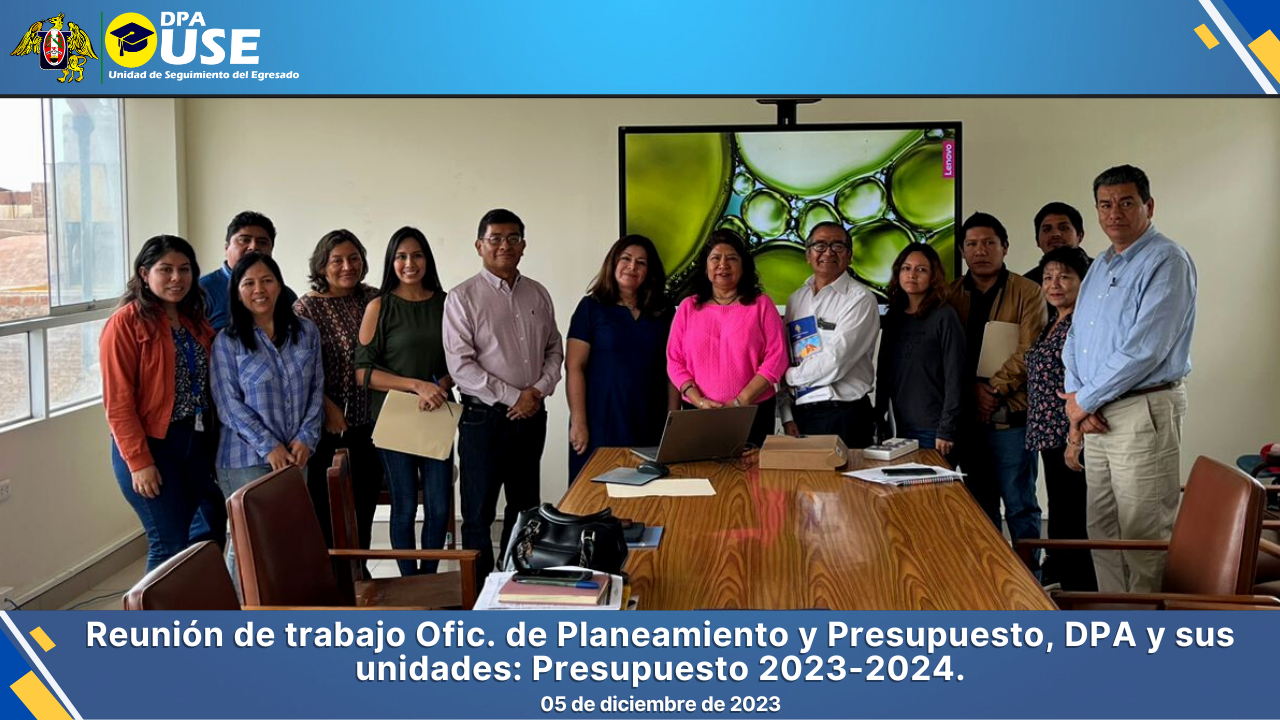 DPA
USE
Unidad de Seguimiento del Egresado
Lenovo
Reunión de trabajo Ofic. de Planeamiento y Presupuesto, DPA y sus
unidades: Presupuesto 2023-2024.
05 de diciembre de 2023